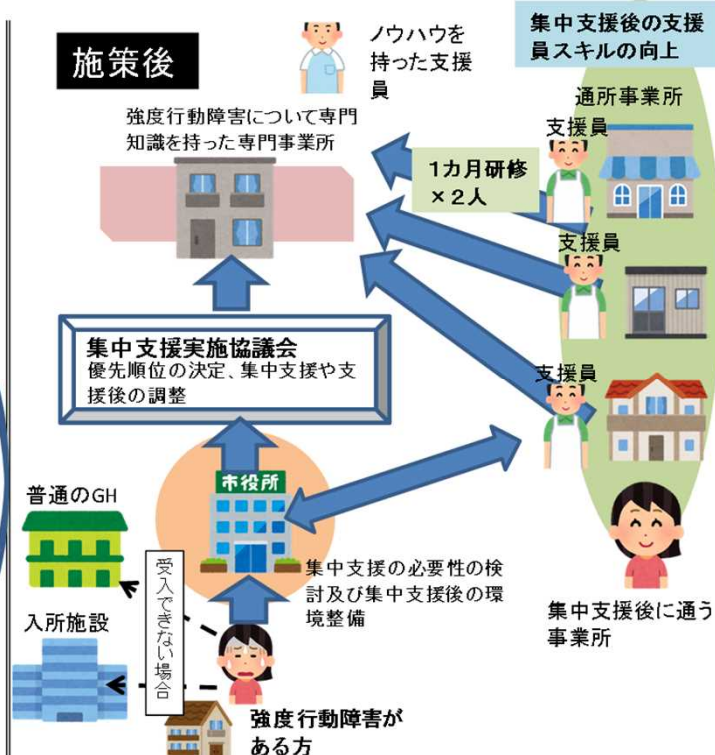 施策後
ノウハウを
持った支援
員
集中支援後の支援
員スキルの向上
強度行動障害について専門
知識を持った専門事業所
通所事業所
支援員
1カ月研修
×2人
支援員
集中支援実施協議会
優先順位の決定、集中支援や支
援後の調整
支援員
市役所
普通のGH
受入できない場合
集中支援の必要性の検
討及び集中支援後の環
境整備
集中支援後に通う
事業所
入所施設
強度行動障害が
ある方